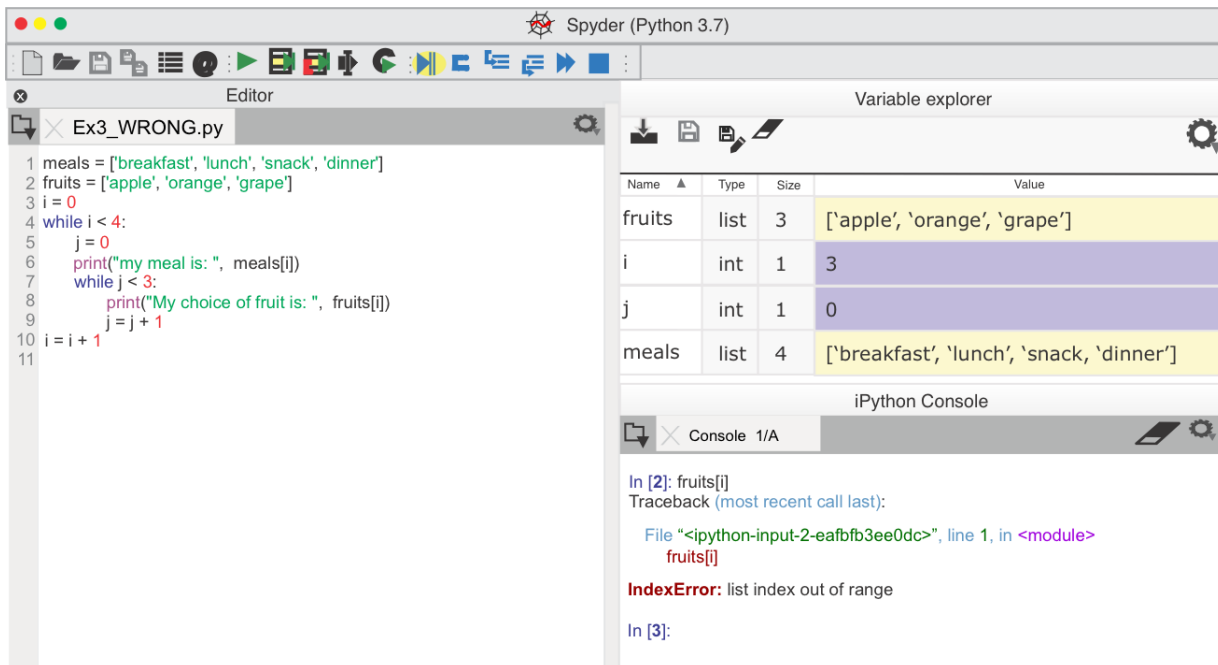 Spyder (Python 3.7)
Editor
Ex3_WRONG.py
1 meals = ['breakfast', 'lunch', 'snack', 'dinner']
2 fruits = ['apple', 'orange', 'grape']
3 i = 0
4 while i < 4:
5 j = 0
6 print("my meal is: ", meals[i])
7 while j < 3:
8 print("My choice of fruit is: ", fruits[i])
9 j = j + 1
10 i = i + 1
11
Variable explorer
Name Type Size Value
fruits list 3 [‘apple’, ‘orange’, ‘grape’]
i int 1 3
j int 1 0
meals list 4 [‘breakfast’, ‘lunch’, ‘snack, ‘dinner’]
iPython Console
Console 1/A
In [2]: fruits[i]
Traceback (most recent call last):
File “<ipython-input-2-eafbfb3ee0dc>”, line 1, in <module>
fruits[i]
IndexError: list index out of range
In [3]: